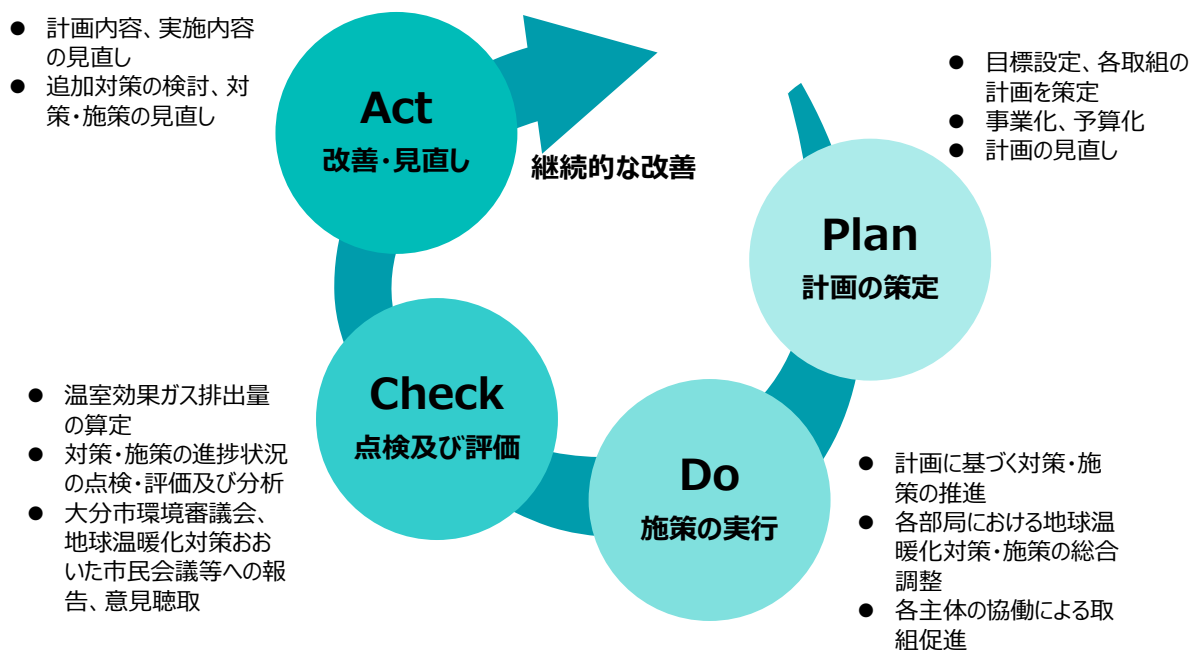 ● 計画内容、実施内容
の見直し
● 追加対策の検討、対
策・施策の見直し
Act
改善・見直し
継続的な改善
● 目標設定、各取組の
計画を策定
● 事業化、予算化
● 計画の見直し
Plan
計画の策定
Check
点検及び評価
● 温室効果ガス排出量
の算定
● 対策・施策の進捗状況
の点検・評価及び分析
● 大分市環境審議会、
地球温暖化対策おお
いた市民会議等への報
告、意見聴取
Do
施策の実行
● 計画に基づく対策・施
策の推進
● 各部局における地球温
暖化対策・施策の総合
調整
● 各主体の協働による取
組促進